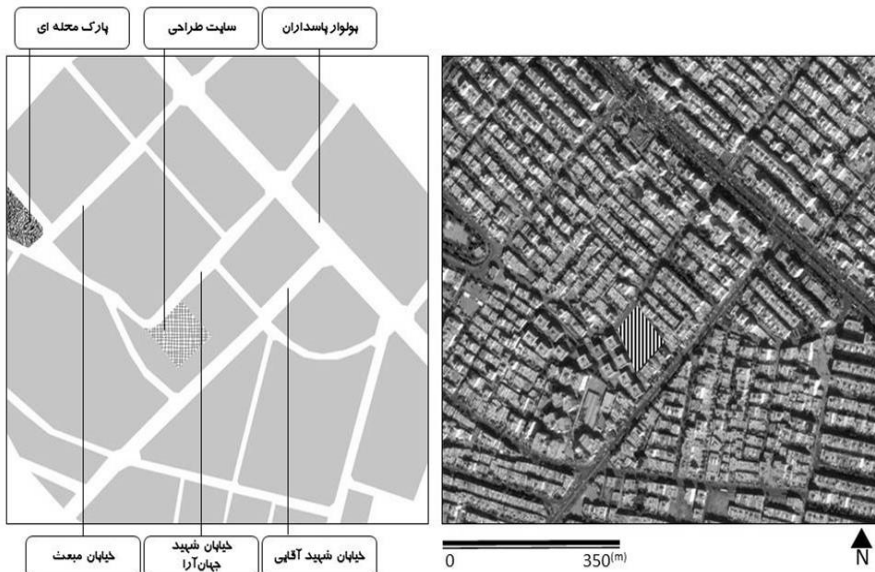 بولوار پاسداران
سایت طراحی
پارک محله ای
خیابان شهید آقایی
خیابان شهید
جهان‌آرا
خیابان مبعث
0 350(m)
N